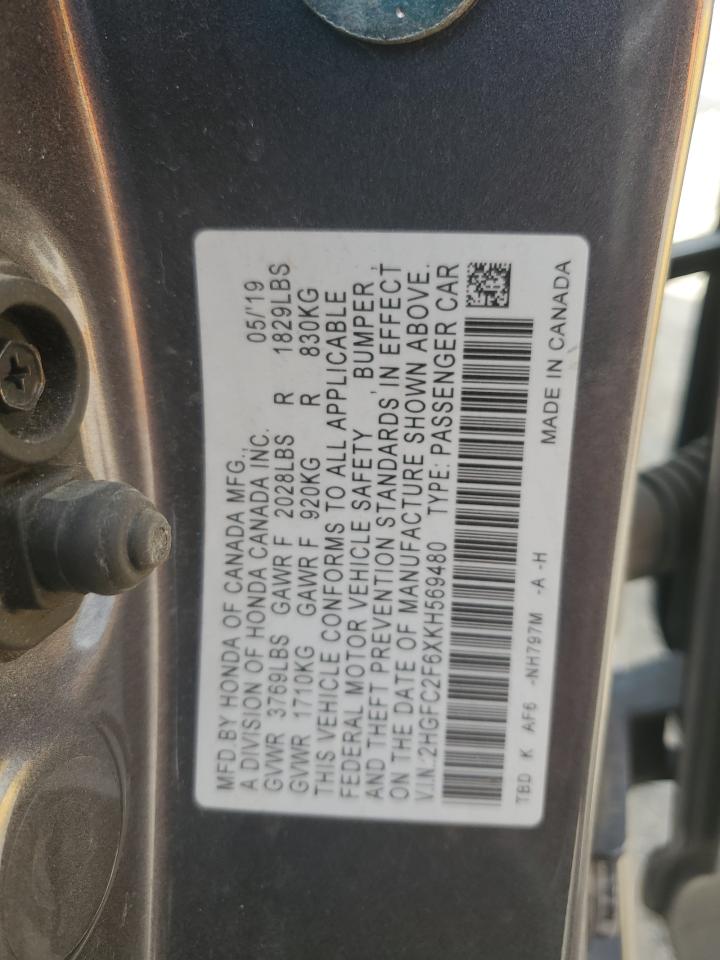 MFD.BY HONDA OF CANADA MFG., 05/'19
A DIVISION OF HONDA CANADA INC.
GVWR 3769LBS GAWR F 2028LBS R 1829LBS
GVWR 1710KG GAWR F 920KG R 830KG
THIS VEHICLE CONFORMS TO ALL APPLICABLE
FEDERAL MOTOR VEHICLE SAFETY , BUMPER ,
AND THEFT PREVENTION STANDARDS IN EFFECT
ON THE DATE OF MANUFACTURE SHOWN ABOVE.
V.I.N.:2HGFC2F6XKH569480 TYPE: PASSENGER CAR
TBD K AF6 -NH797M -A -H MADE IN CANADA